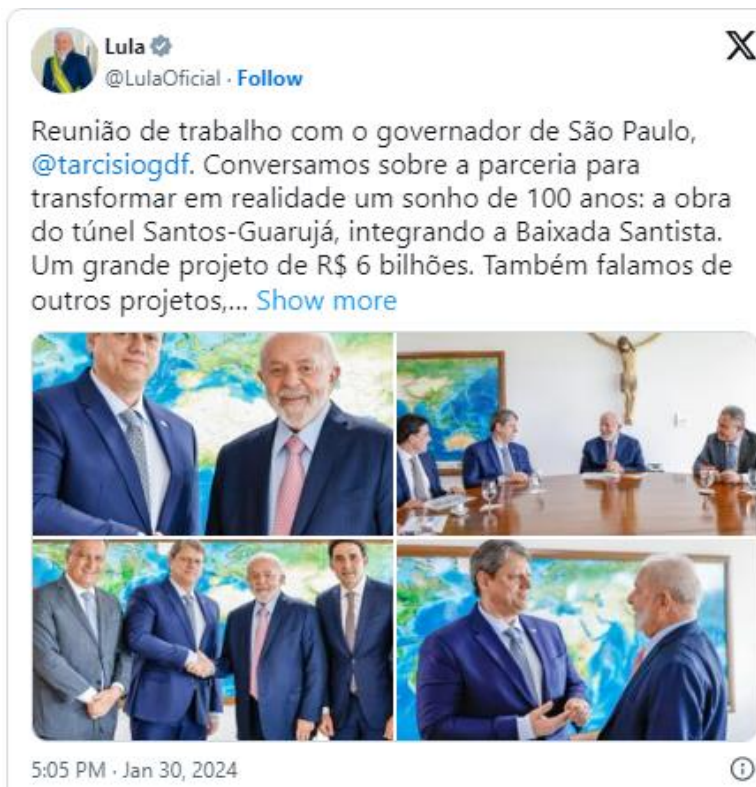 Lula
@LulaOficial · Follow
Reunião de trabalho com o governador de São Paulo,
@tarcisiogdf. Conversamos sobre a parceria para
transformar em realidade um sonho de 100 anos: a obra
do túnel Santos-Guarujá, integrando a Baixada Santista.
Um grande projeto de R$ 6 bilhões. Também falamos de
outros projetos,... Show more
5:05 PM · Jan 30, 2024